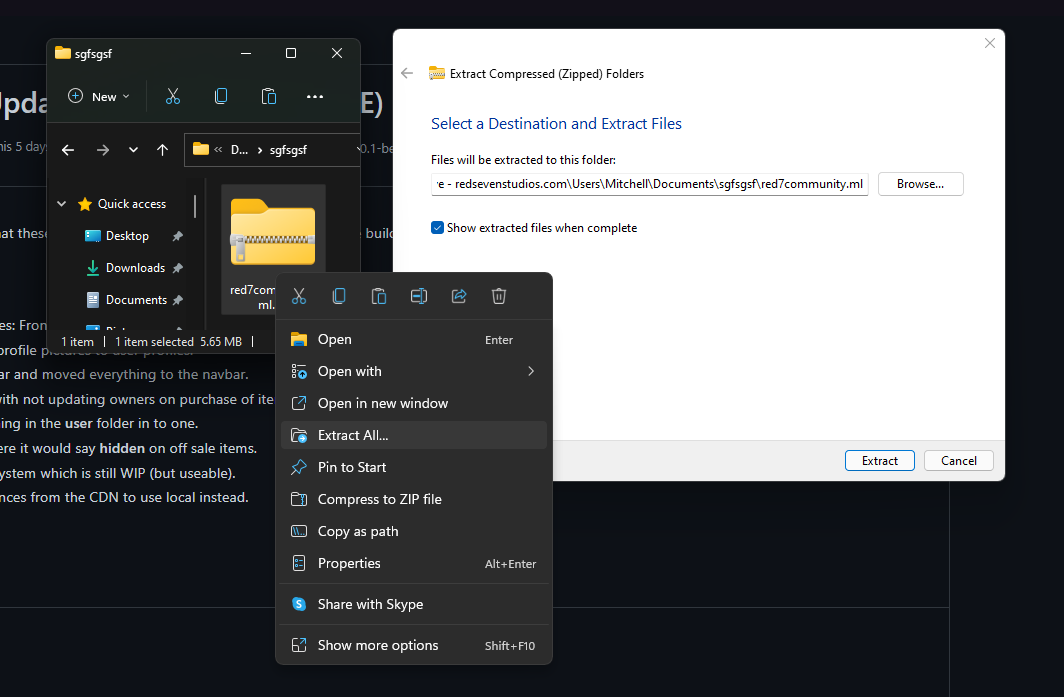 sgfsgsf
New
« D... › sgfsgsf
Quick access
Desktop
Downloads
Documents
red7com
ml.
1 item
1 item selected 5.65 MB
Extract Compressed (Zipped) Folders
Select a Destination and Extract Files
Files will be extracted to this folder:
- redsevenstudios.com\Users\Mitchell\Documents\sgfsgsf\red7community.ml
Browse...
Show extracted files when complete
Extract
Cancel
Open Enter
Open with
Open in new window
Extract All...
Pin to Start
Compress to ZIP file
Copy as path
Properties Alt+Enter
Share with Skype
Show more options Shift+F10
E)
his 5 day
0.1-be
hat thes
build
es: Fron
profile pictures to user profiles.
ar and moved everything to the navbar.
with not updating owners on purchase of ite
ing in the user folder in to one.
ere it would say hidden on off sale items.
ystem which is still WIP (but useable).
nces from the CDN to use local instead.